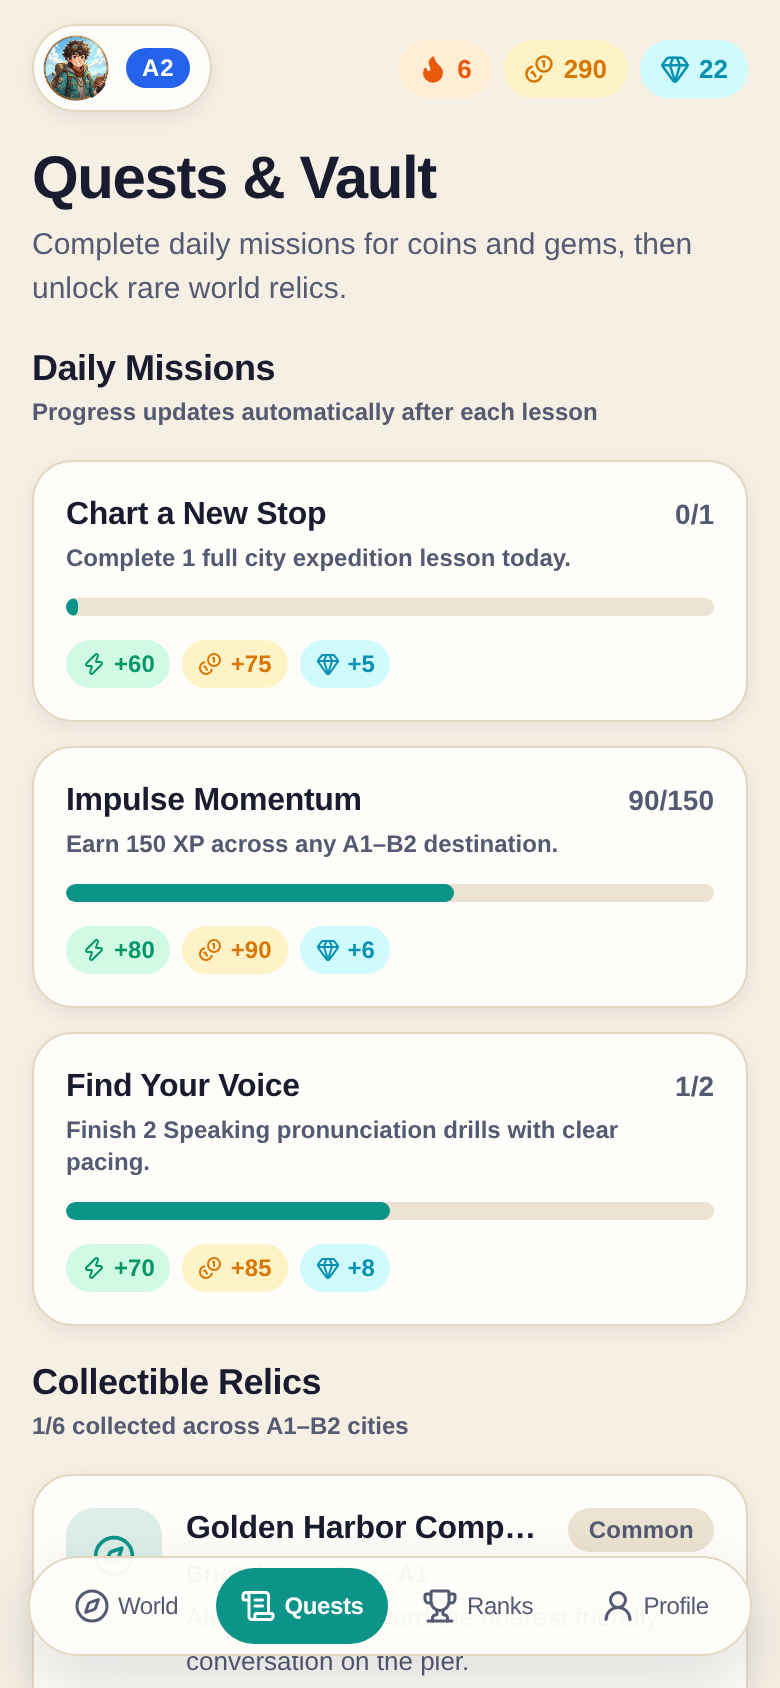 A2
6
290
22
Quests & Vault
Complete daily missions for coins and gems, then
unlock rare world relics.
Daily Missions
Progress updates automatically after each lesson
Chart a New Stop
0/1
Complete 1 full city expedition lesson today.
+60
+75
+5
Impulse Momentum
90/150
Earn 150 XP across any A1–B2 destination.
+80
+90
+6
Find Your Voice
1/2
Finish 2 Speaking pronunciation drills with clear
pacing.
+70
+85
+8
Collectible Relics
1/6 collected across A1–B2 cities
Golden Harbor Comp…
Common
· A1
the nearest friendly
World
Quests
Ranks
Profile
conversation on the pier.